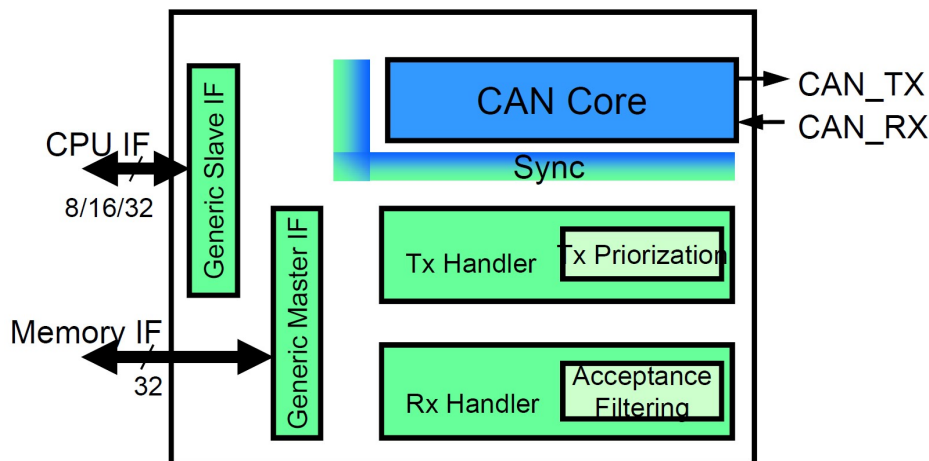 CAN Core
CAN_TX
CAN_RX
Sync
CPU IF
8/16/32
Generic Slave IF
Generic Master IF
Tx Handler
Tx Priorization
Memory IF
32
Rx Handler
Acceptance
Filtering